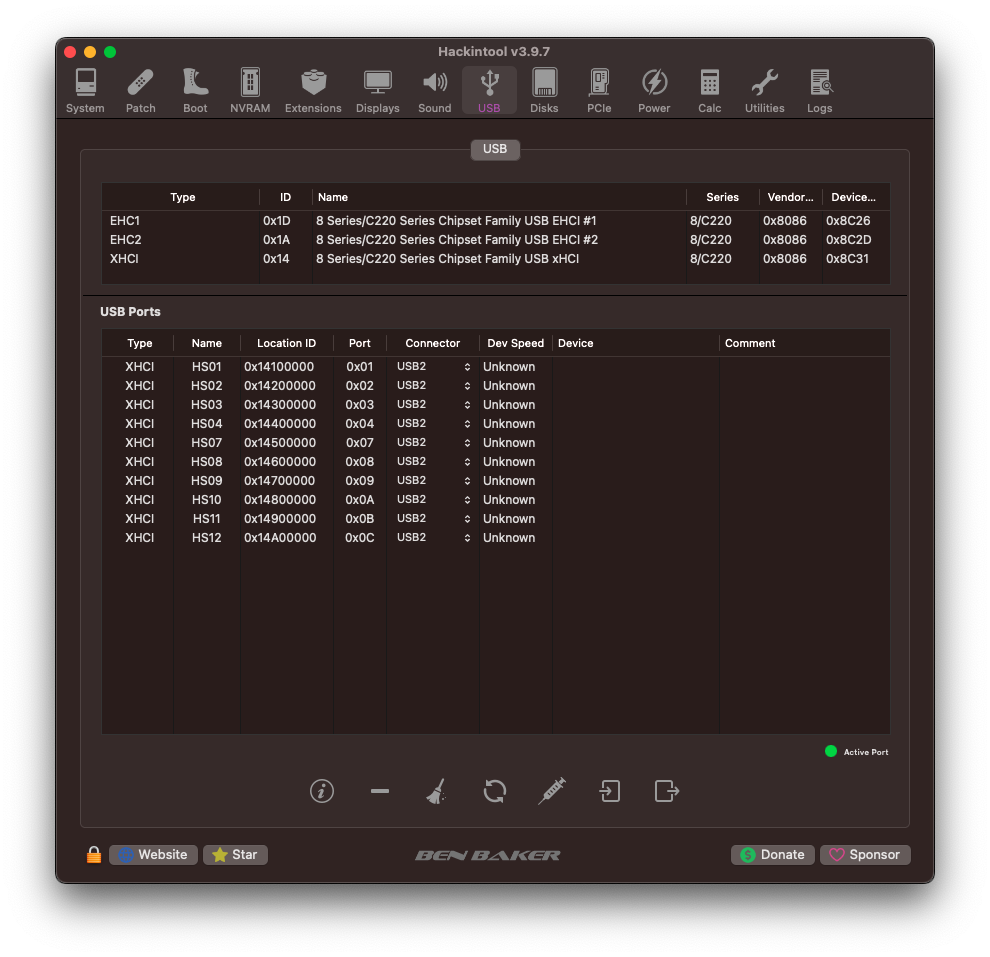 Hackintool v3.9.7
System Patch Boot NVRAM Extensions Displays Sound USB Disks PCIe Power Calc Utilities Logs
USB
Type ID Name Series Vendor... Device...
EHC1 0x1D 8 Series/C220 Series Chipset Family USB EHCI #1 8/C220 0x8086 0x8C26
EHC2 0x1A 8 Series/C220 Series Chipset Family USB EHCI #2 8/C220 0x8086 0x8C2D
XHCI 0x14 8 Series/C220 Series Chipset Family USB xHCI 8/C220 0x8086 0x8C31
USB Ports
Type Name Location ID Port Connector Dev Speed Device Comment
XHCI HS01 0x14100000 0x01 USB2 Unknown
XHCI HS02 0x14200000 0x02 USB2 Unknown
XHCI HS03 0x14300000 0x03 USB2 Unknown
XHCI HS04 0x14400000 0x04 USB2 Unknown
XHCI HS07 0x14500000 0x07 USB2 Unknown
XHCI HS08 0x14600000 0x08 USB2 Unknown
XHCI HS09 0x14700000 0x09 USB2 Unknown
XHCI HS10 0x14800000 0x0A USB2 Unknown
XHCI HS11 0x14900000 0x0B USB2 Unknown
XHCI HS12 0x14A00000 0x0C USB2 Unknown
Active Port
Website Star BEN BAKER Donate Sponsor